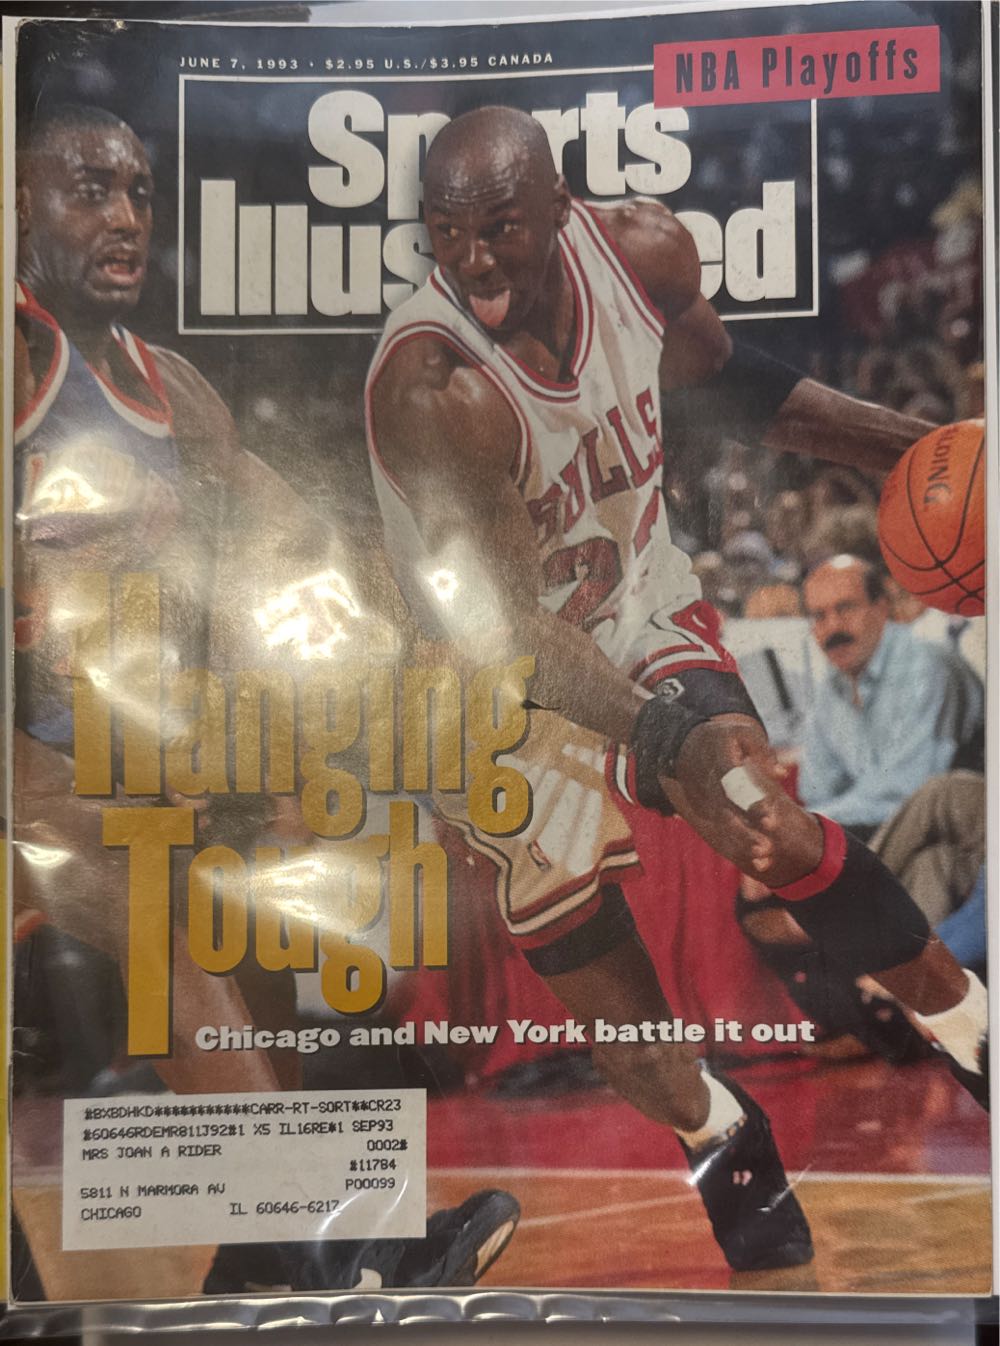 JUNE 7, 1993 • $2.95 U.S./$3.95 CANADA
NBA Playoffs
Sports
Illustrated
BULLS
2
LDING
Hanging
Tough
Chicago and New York battle it out
#BXBDHKD***********CARR-RT-SORT**CR23
#60646RDEMR811J92#1 X5 IL16RE#1 SEP93
MRS JOAN A RIDER 0002#
#11784
5811 N MARMORA AV P00099
CHICAGO IL 60646-6217